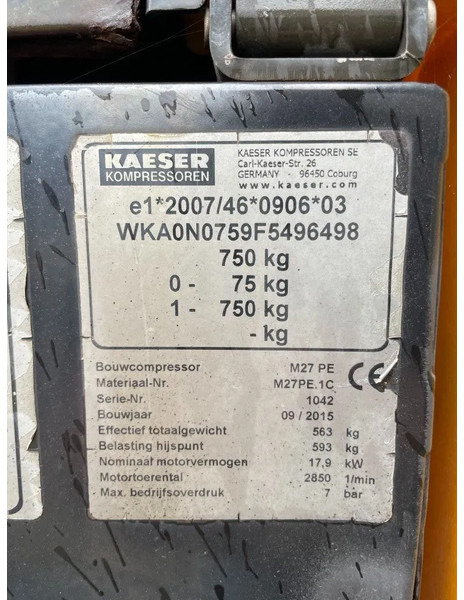 KAESER
KOMPRESSOREN
KAESER KOMPRESSOREN SE
Carl-Kaeser-Str. 26
GERMANY - 96450 Coburg
www.kaeser.com
e1*2007/46*0906*03
WKA0N0759F5496498
750 kg
0 - 75 kg
1 - 750 kg
- kg
Bouwcompressor M27 PE
Materiaal-Nr. M27PE.1C
CE
Serie-Nr. 1042
Bouwjaar 09 / 2015
Effectief totaalgewicht 563 kg
Belasting hijspunt 593 kg
Nominaal motorvermogen 17,9 kW
Motortoerental 2850 1/min
Max. bedrijfsoverdruk 7 bar